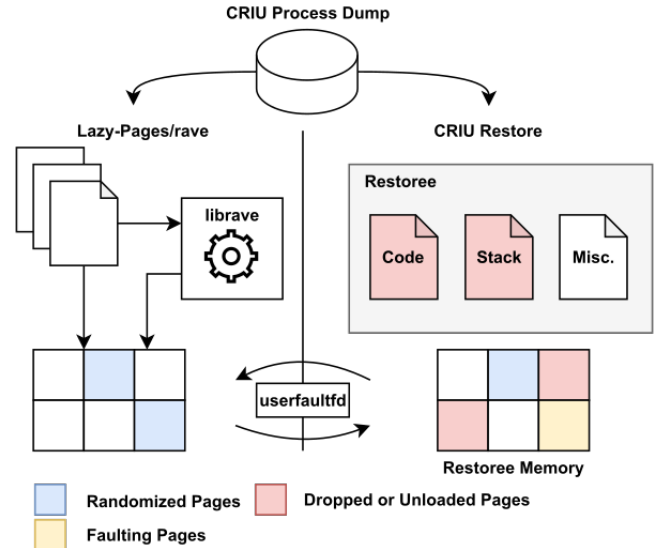 CRIU Process Dump
Lazy-Pages/rave
CRIU Restore
librave
Restoree
Code
Stack
Misc.
userfaultfd
Restoree Memory
Randomized Pages
Dropped or Unloaded Pages
Faulting Pages